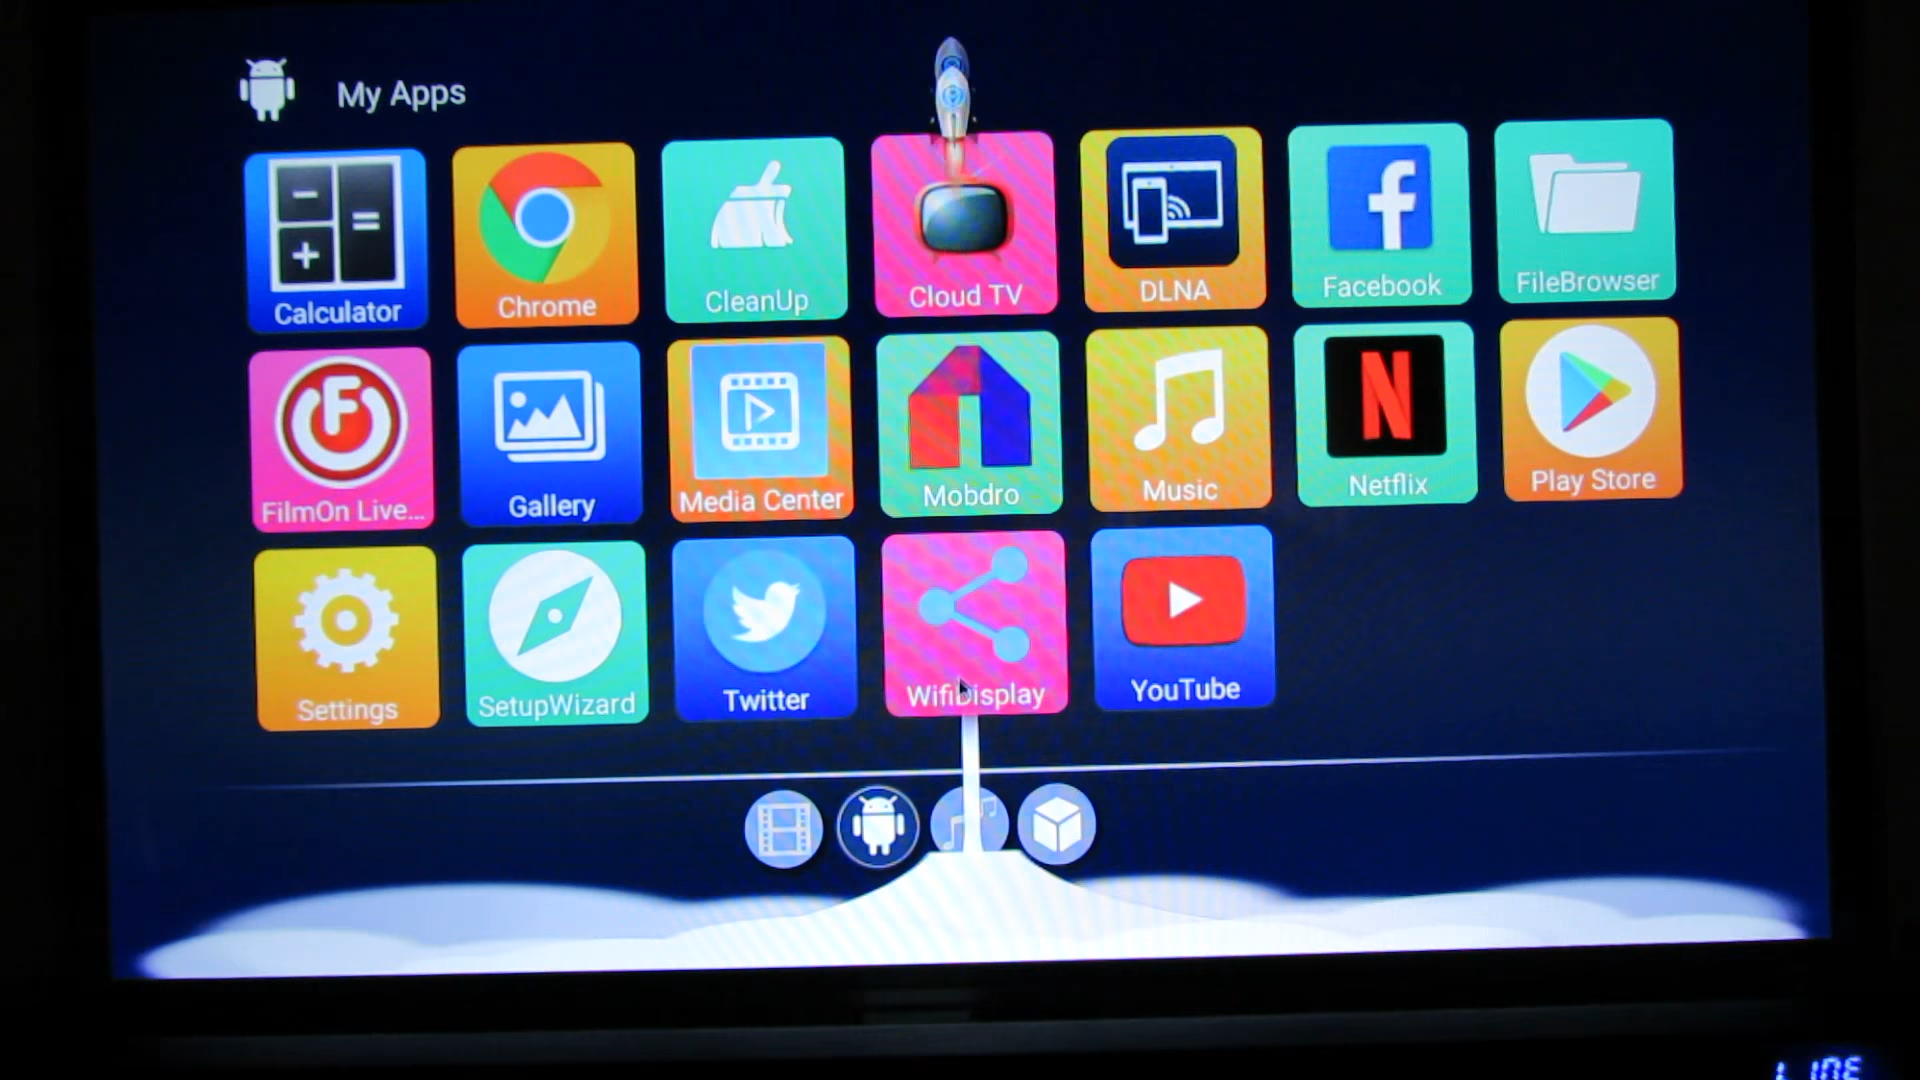 My Apps
Calculator
Chrome
CleanUp
Cloud TV
DLNA
Facebook
FileBrowser
FilmOn Live...
Gallery
Media Center
Mobdro
Music
Netflix
Play Store
Settings
SetupWizard
Twitter
WifiDisplay
YouTube